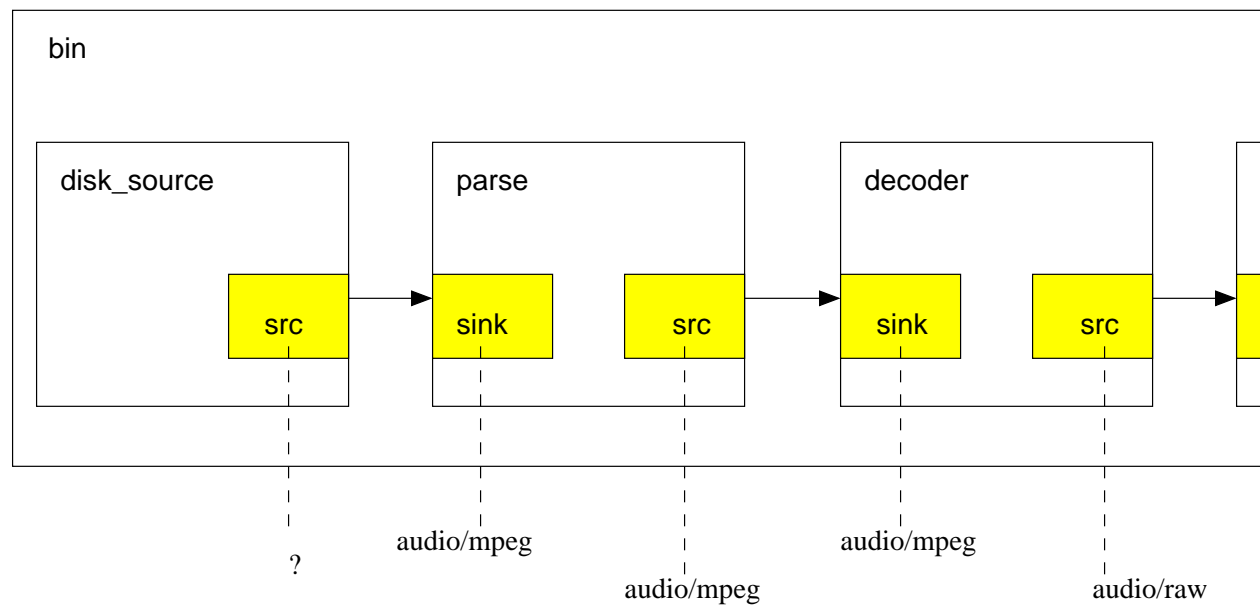 bin
disk_source
parse
decoder
src
sink
src
sink
src
?
audio/mpeg
audio/mpeg
audio/mpeg
audio/raw